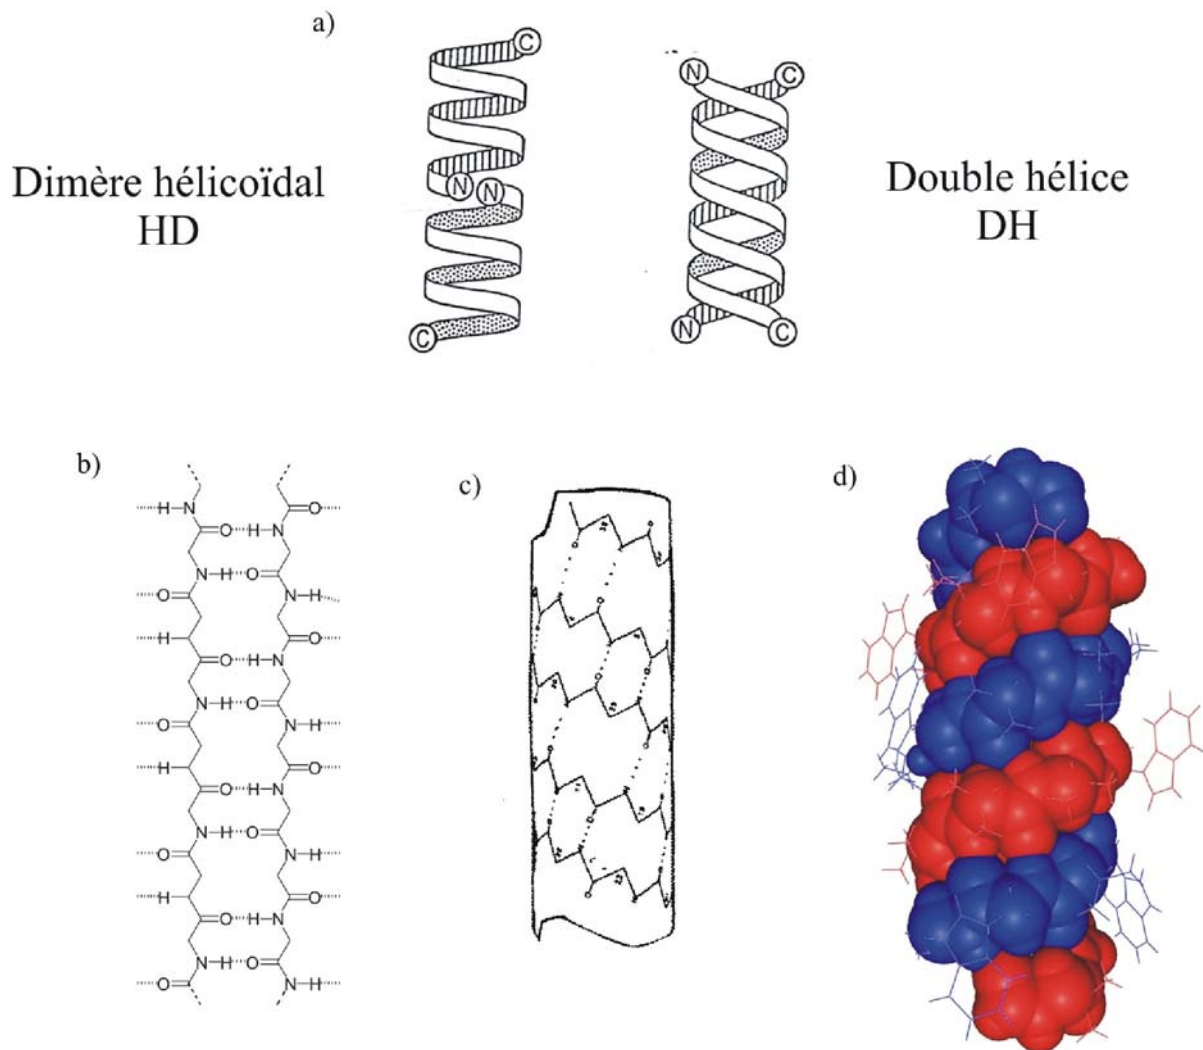 a)
C
N C
Dimère hélicoïdal
HD
N N
Double hélice
DH
C
N C
b)
H N O
O H N
N H O
O N H
H O
O H N
N H O
O N H
H O
O H N
N H O
O N H
H O
O H N
N H O
O N H
c)
d)